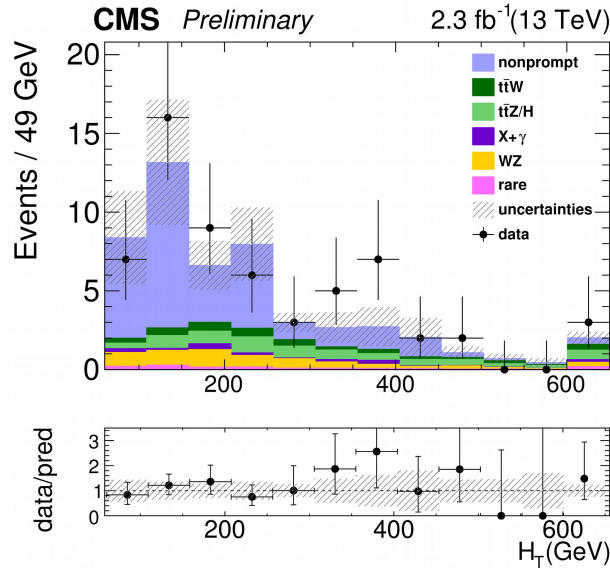 CMS Preliminary 2.3 fb⁻¹(13 TeV)
Events / 49 GeV
20
15
10
5
0
nonprompt
tt̄W
tt̄Z/H
X+γ
WZ
rare
uncertainties
data
200 400 600
data/pred
3
2
1
0
200 400 600
H_T(GeV)